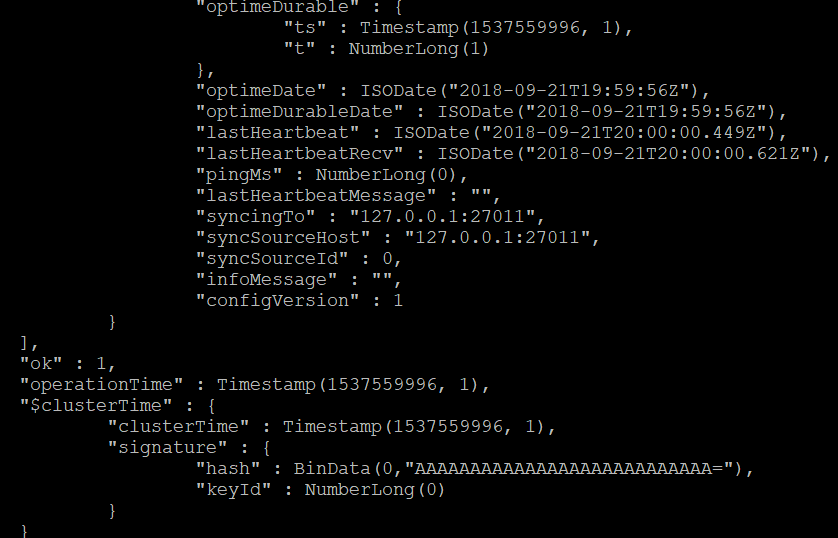 "optimeDurable" : {
"ts" : Timestamp(1537559996, 1),
"t" : NumberLong(1)
},
"optimeDate" : ISODate("2018-09-21T19:59:56Z"),
"optimeDurableDate" : ISODate("2018-09-21T19:59:56Z"),
"lastHeartbeat" : ISODate("2018-09-21T20:00:00.449Z"),
"lastHeartbeatRecv" : ISODate("2018-09-21T20:00:00.621Z"),
"pingMs" : NumberLong(0),
"lastHeartbeatMessage" : "",
"syncingTo" : "127.0.0.1:27011",
"syncSourceHost" : "127.0.0.1:27011",
"syncSourceId" : 0,
"infoMessage" : "",
"configVersion" : 1
}
],
"ok" : 1,
"operationTime" : Timestamp(1537559996, 1),
"$clusterTime" : {
"clusterTime" : Timestamp(1537559996, 1),
"signature" : {
"hash" : BinData(0,"AAAAAAAAAAAAAAAAAAAAAAAAAAA="),
"keyId" : NumberLong(0)
}
}